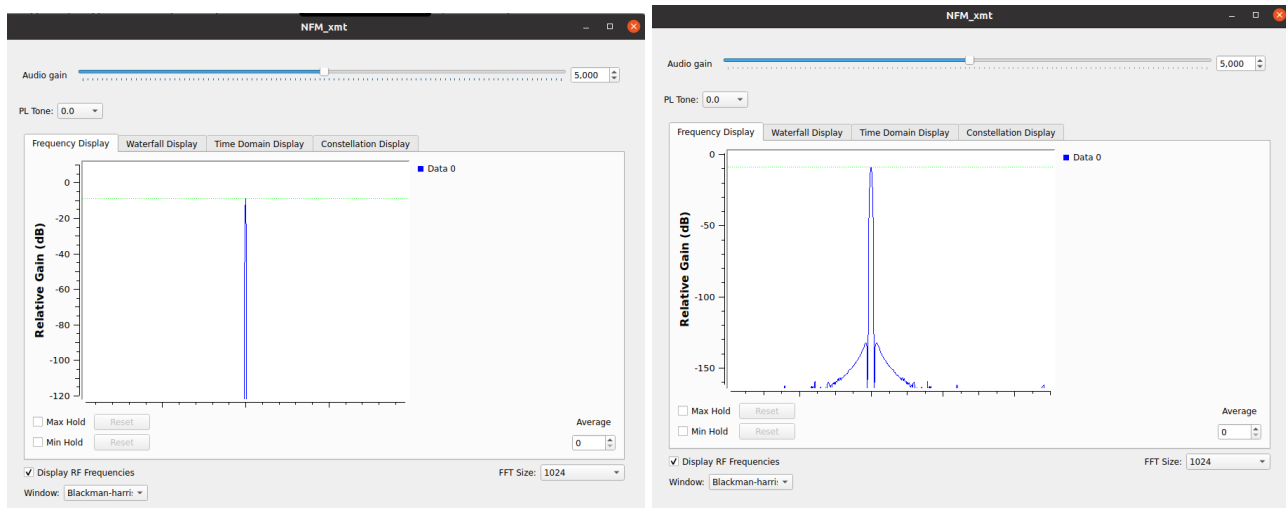 NFM_xmt
Audio gain
5,000
PL Tone: 0.0
Frequency Display Waterfall Display Time Domain Display Constellation Display
Data 0
0
-20
-40
-60
-80
-100
-120
Relative Gain (dB)
Max Hold Reset
Average
Min Hold Reset
0
Display RF Frequencies
FFT Size: 1024
Window: Blackman-harri:
NFM_xmt
Audio gain
5,000
PL Tone: 0.0
Frequency Display Waterfall Display Time Domain Display Constellation Display
Data 0
0
-50
-100
-150
Relative Gain (dB)
Max Hold Reset
Average
Min Hold Reset
0
Display RF Frequencies
FFT Size: 1024
Window: Blackman-harri: